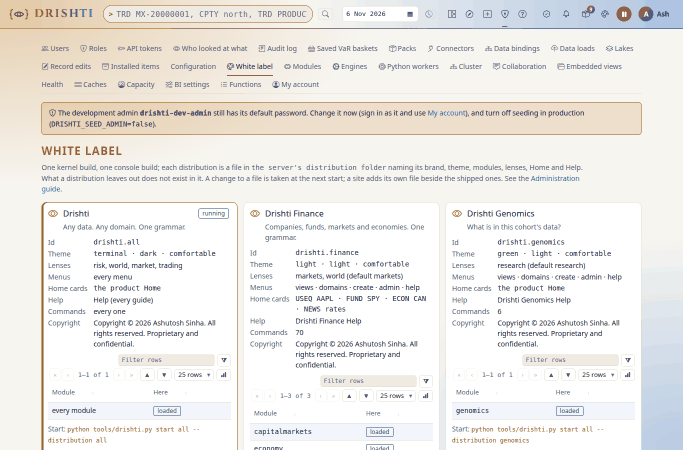 { } DRISHTI
> TRD MX-20000001, CPTY north, TRD PRODUC
6 Nov 2026
9
A Ash
Users Roles API tokens Who looked at what Audit log Saved VaR baskets Packs Connectors Data bindings Data loads Lakes
Record edits Installed items Configuration White label Modules Engines Python workers Cluster Collaboration Embedded views
Health Caches Capacity BI settings Functions My account
The development admin drishti-dev-admin still has its default password. Change it now (sign in as it and use My account), and turn off seeding in production
(DRISHTI_SEED_ADMIN=false).
WHITE LABEL
One kernel build, one console build; each distribution is a file in the server's distribution folder naming its brand, theme, modules, lenses, Home and Help.
What a distribution leaves out does not exist in it. A change to a file is taken at the next start; a site adds its own file beside the shipped ones. See the Administration
guide.
Drishti running
Any data. Any domain. One grammar.
Id drishti.all
Theme terminal · dark · comfortable
Lenses risk, world, market, trading
Menus every menu
Home cards the product Home
Help Help (every guide)
Commands every one
Copyright Copyright © 2026 Ashutosh Sinha. All
rights reserved. Proprietary and
confidential.
Filter rows
« ‹ 1–1 of 1 › » ▲ ▼ 25 rows
Module Here
every module loaded
Start: python tools/drishti.py start all --
distribution all
Drishti Finance
Companies, funds, markets and economies. One
grammar.
Id drishti.finance
Theme light · light · comfortable
Lenses markets, world (default markets)
Menus views · domains · create · admin · help
Home cards USEQ AAPL · FUND SPY · ECON CAN
· NEWS rates
Help Drishti Finance Help
Commands 70
Copyright Copyright © 2026 Ashutosh Sinha. All
rights reserved. Proprietary and
confidential.
Filter rows
« ‹ 1–3 of 3 › » ▲ ▼ 25 rows
Module Here
capitalmarkets loaded
economy loaded
Drishti Genomics
What is in this cohort's data?
Id drishti.genomics
Theme green · light · comfortable
Lenses research (default research)
Menus views · domains · create · admin · help
Home cards the product Home
Help Drishti Genomics Help
Commands 6
Copyright Copyright © 2026 Ashutosh Sinha. All
rights reserved. Proprietary and
confidential.
Filter rows
« ‹ 1–1 of 1 › » ▲ ▼ 25 rows
Module Here
genomics loaded
Start: python tools/drishti.py start all --
distribution genomics